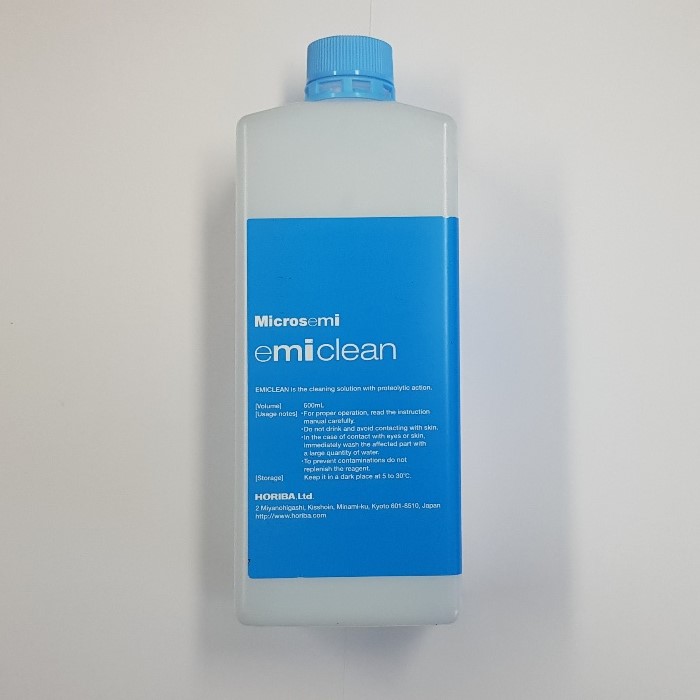 Microsemi
emiclean
EMICLEAN is the cleaning solution with proteolytic action.
[Volume] 500mL
[Usage notes] ・For proper operation, read the instruction
manual carefully.
・Do not drink and avoid contacting with skin.
・In the case of contact with eyes or skin,
immediately wash the affected part with
a large quantity of water.
・To prevent contaminations do not
replenish the reagent.
[Storage] Keep it in a dark place at 5 to 30℃.
HORIBA,Ltd.
2 Miyanohigashi, Kisshoin, Minami-ku, Kyoto 601-8510, Japan
http://www.horiba.com